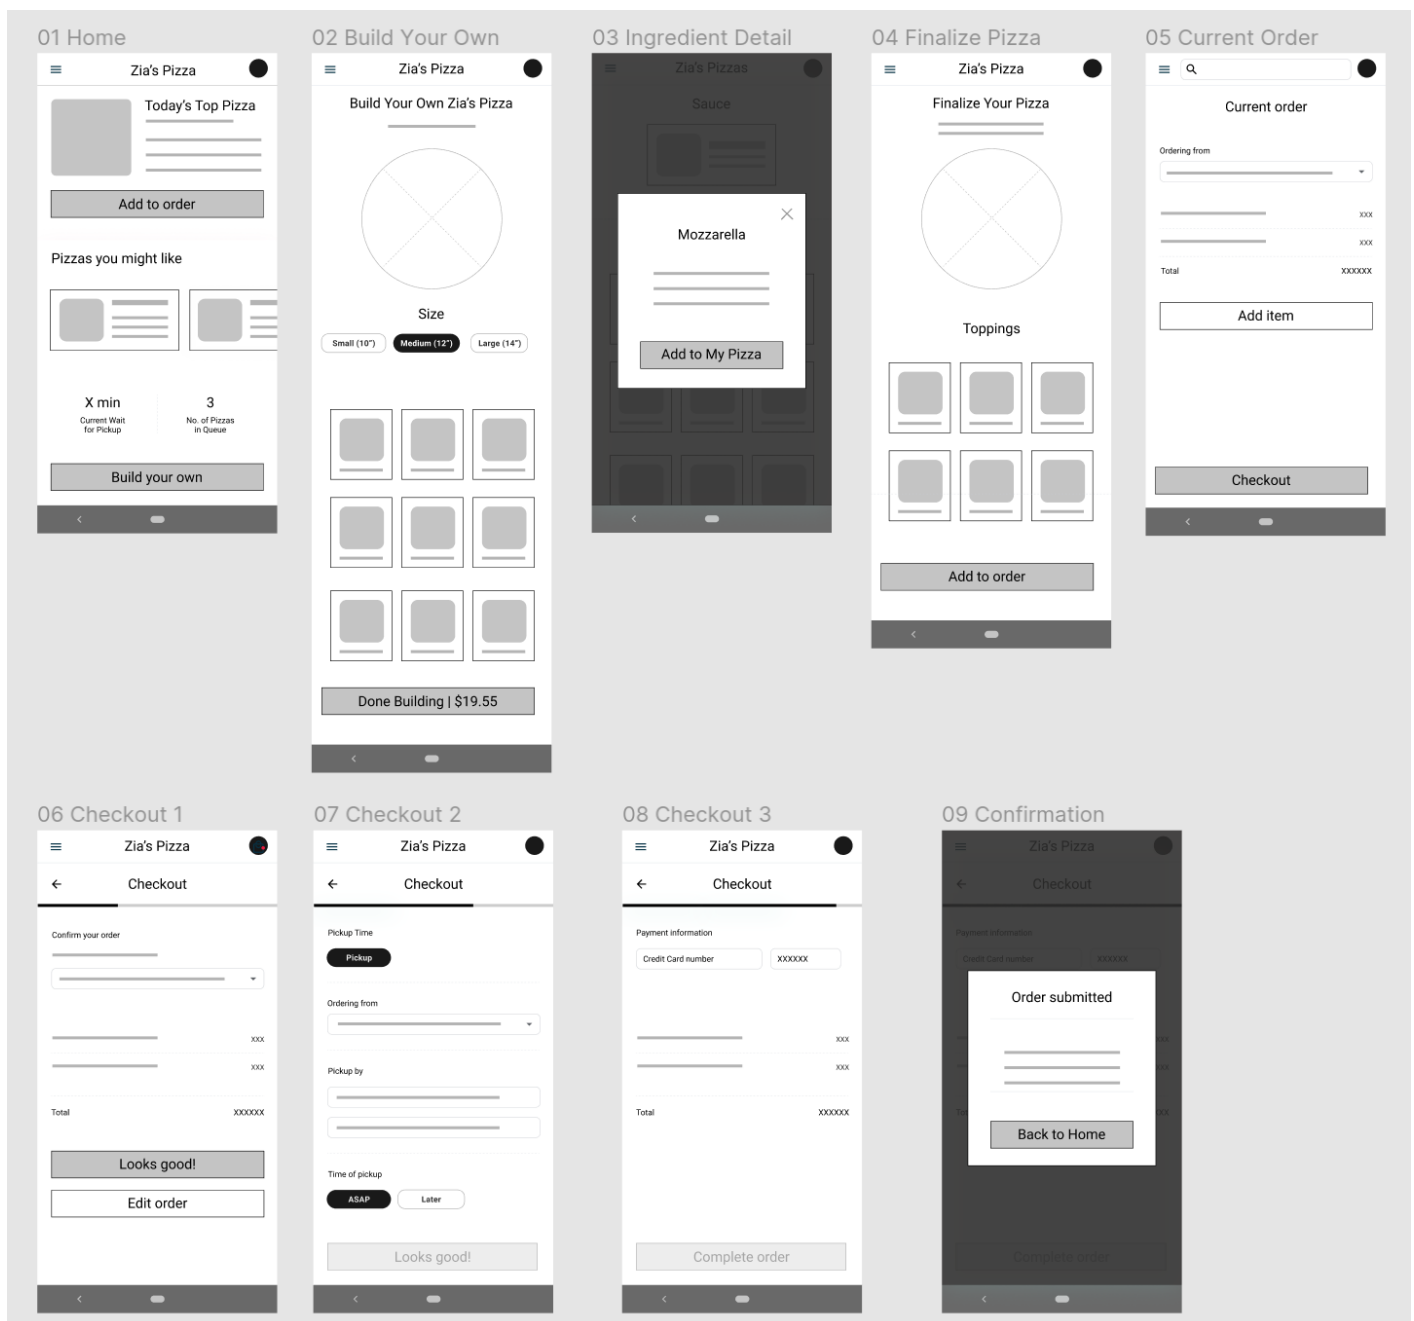 01 Home
Zia's Pizza
Today's Top Pizza
Add to order
Pizzas you might like
X min
Current Wait
for Pickup
3
No. of Pizzas
in Queue
Build your own
02 Build Your Own
Zia's Pizza
Build Your Own Zia's Pizza
Size
Small (10")
Medium (12")
Large (14")
Done Building | $19.55
03 Ingredient Detail
Zia's Pizzas
Sauce
Mozzarella
Add to My Pizza
04 Finalize Pizza
Zia's Pizza
Finalize Your Pizza
Toppings
Add to order
05 Current Order
Current order
Ordering from
xxx
xxx
Total XXXXXX
Add item
Checkout
06 Checkout 1
Zia's Pizza
Checkout
Confirm your order
xxx
xxx
Total XXXXXX
Looks good!
Edit order
07 Checkout 2
Zia's Pizza
Checkout
Pickup Time
Pickup
Ordering from
Pickup by
Time of pickup
ASAP
Later
Looks good!
08 Checkout 3
Zia's Pizza
Checkout
Payment information
Credit Card number XXXXXX
xxx
xxx
Total XXXXXX
Complete order
09 Confirmation
Zia's Pizza
Checkout
Payment information
Credit Card number XXXXXX
Order submitted
Back to Home
Complete order